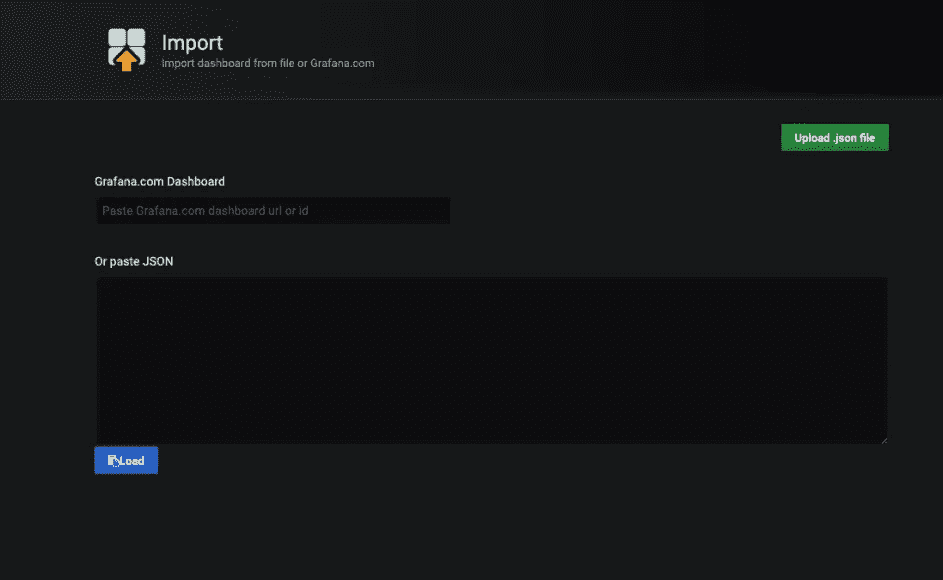 Import
Import dashboard from file or Grafana.com
Upload .json file
Grafana.com Dashboard
Paste Grafana.com dashboard url or id
Or paste JSON
Load